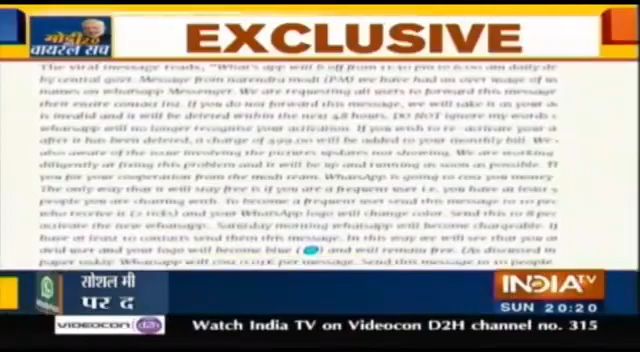 मोदी 2.0
वायरल सच
EXCLUSIVE
The viral message reads, "What's app will be off from 11.30 pm to 6:00 am daily
by central govt. Message from narendra modi (PM) we have had an over usage of
names on whatsapp Messenger. We are requesting all users to forward this message
their entire contact list. If you do not forward this message, we will take it as your
is invalid and it will be deleted within the next 48 hours. DO NOT ignore my words
whatsapp will no longer recognise your activation. If you wish to re-activate your
after it has been deleted, a charge of 499.00 will be added to your monthly bill. We
also aware of the issue involving the pictures updates not showing. We are working
diligently at fixing this problem and it will be up and running as soon as possible.
you for your cooperation from the modi team. WhatsApp is going to cost you money
The only way that it will stay free is if you are a frequent user i.e. you have at least
people you are chatting with. To become a frequent user send this message to 10
who receive it (2 ticks) and your WhatsApp logo will change color. Send this to 8
activate the new whatsapp. Saturday morning whatsapp will become chargeable.
have at least 10 contacts send them this message. In this way we will see that you
avid user and your logo will become blue ( ) and will remain free. (As discussed in
paper today. Whatsapp will cost per message. Send this message to 10 people
सोशल मी
पर द
INDIA TV
SUN 20:20
VIDEOCON d2h
Watch India TV on Videocon D2H channel no. 315